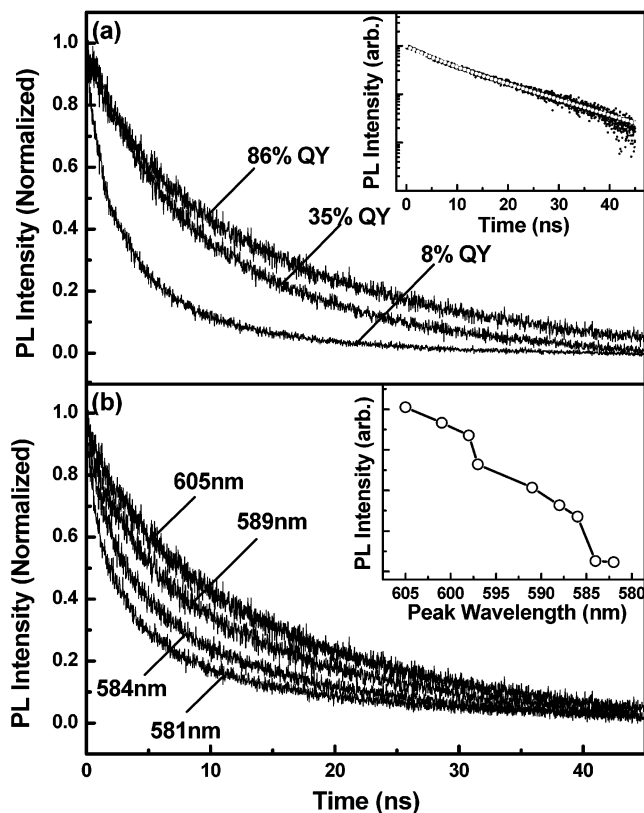 (a)
PL Intensity (Normalized)
1.0
0.8
0.6
0.4
0.2
0.0
86% QY
35% QY
8% QY
PL Intensity (arb.)
0 10 20 30 40
Time (ns)
(b)
PL Intensity (Normalized)
1.0
0.8
0.6
0.4
0.2
0.0
605nm
589nm
584nm
581nm
PL Intensity (arb.)
605 600 595 590 585 580
Peak Wavelength (nm)
0 10 20 30 40
Time (ns)